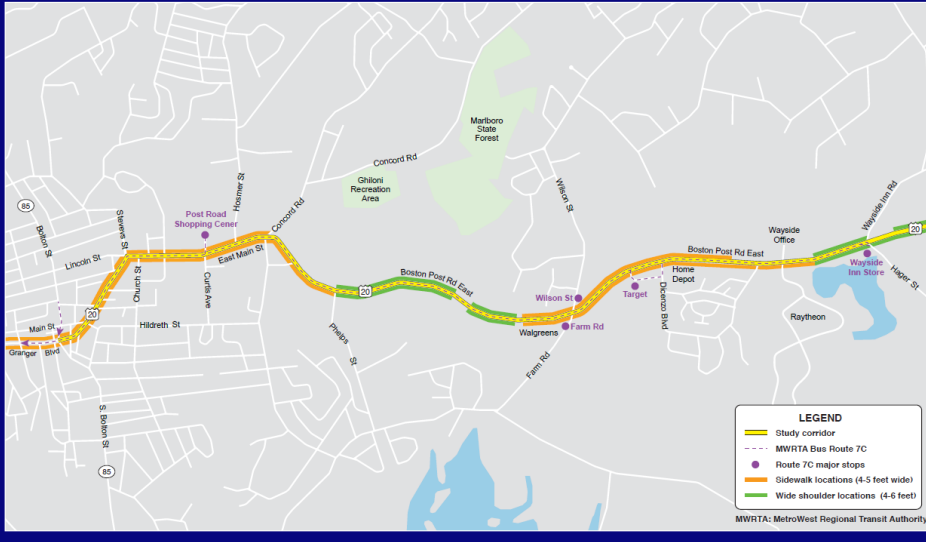 Marlboro
State
Forest
Concord Rd
Ghiloni
Recreation
Area
Hosmer St
Wilson St
Wayside Inn Rd
85
Bolton St
Stevevs St
Post Road
Shopping Cener
Concord Rd
Wayside
Office
20
Lincoln St
East Main St
Boston Post Rd East
Wayside
Inn Store
Hager St
Church St
Curtis Ave
Boston Post Rd East
20
Home
Depot
Target
Dicenzo Blvd
Wilson St
Raytheon
20
Main St
Hildreth St
Phelps
St
Walgreens
Farm Rd
Granger Blvd
Farm Rd
S. Bolton St
85
LEGEND
Study corridor
MWRTA Bus Route 7C
Route 7C major stops
Sidewalk locations (4-5 feet wide)
Wide shoulder locations (4-6 feet)
MWRTA: MetroWest Regional Transit Authority